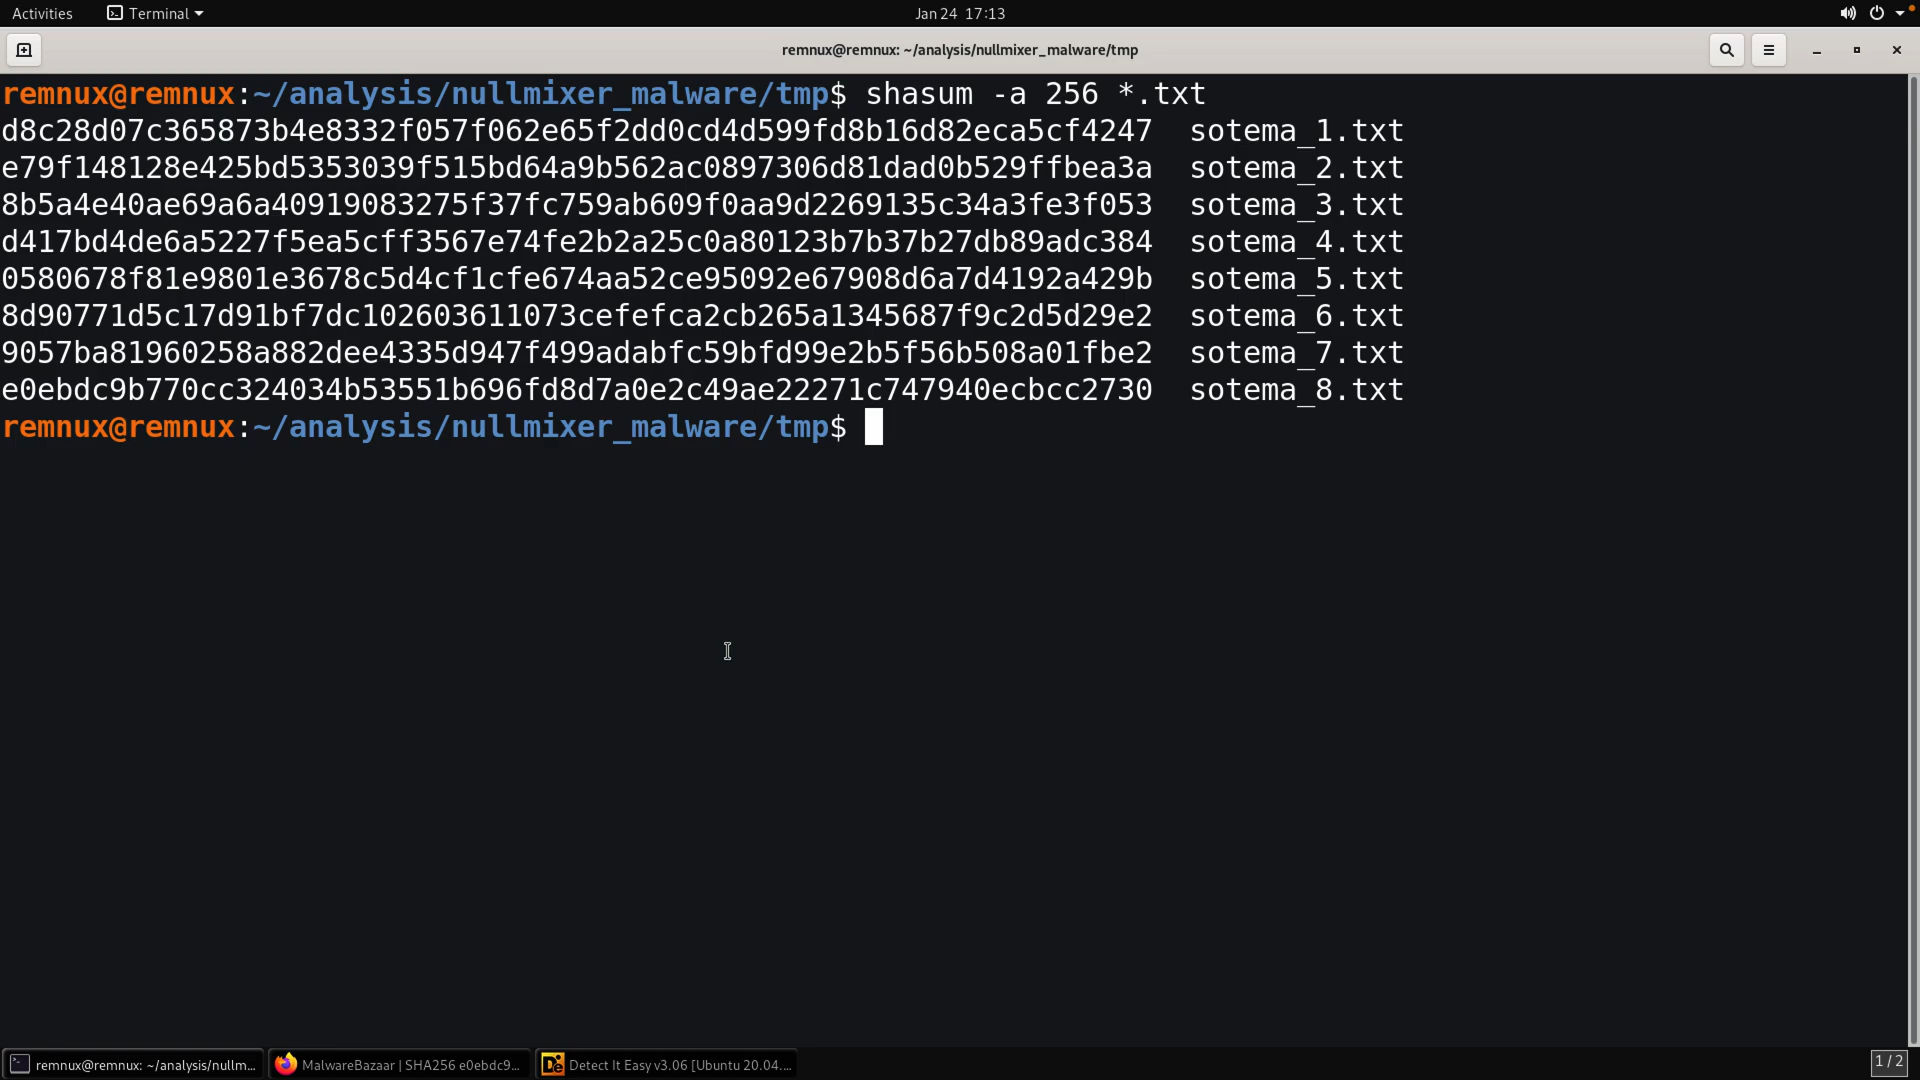 Activities Terminal Jan 24 17:13
remnux@remnux: ~/analysis/nullmixer_malware/tmp
remnux@remnux:~/analysis/nullmixer_malware/tmp$ shasum -a 256 *.txt
d8c28d07c365873b4e8332f057f062e65f2dd0cd4d599fd8b16d82eca5cf4247  sotema_1.txt
e79f148128e425bd5353039f515bd64a9b562ac0897306d81dad0b529ffbea3a  sotema_2.txt
8b5a4e40ae69a6a40919083275f37fc759ab609f0aa9d2269135c34a3fe3f053  sotema_3.txt
d417bd4de6a5227f5ea5cff3567e74fe2b2a25c0a80123b7b37b27db89adc384  sotema_4.txt
0580678f81e9801e3678c5d4cf1cfe674aa52ce95092e67908d6a7d4192a429b  sotema_5.txt
8d90771d5c17d91bf7dc102603611073cefefca2cb265a1345687f9c2d5d29e2  sotema_6.txt
9057ba81960258a882dee4335d947f499adabfc59bfd99e2b5f56b508a01fbe2  sotema_7.txt
e0ebdc9b770cc324034b53551b696fd8d7a0e2c49ae22271c747940ecbcc2730  sotema_8.txt
remnux@remnux:~/analysis/nullmixer_malware/tmp$
remnux@remnux: ~/analysis/nullm... MalwareBazaar | SHA256 e0ebdc9... Detect It Easy v3.06 [Ubuntu 20.04.... 1 / 2